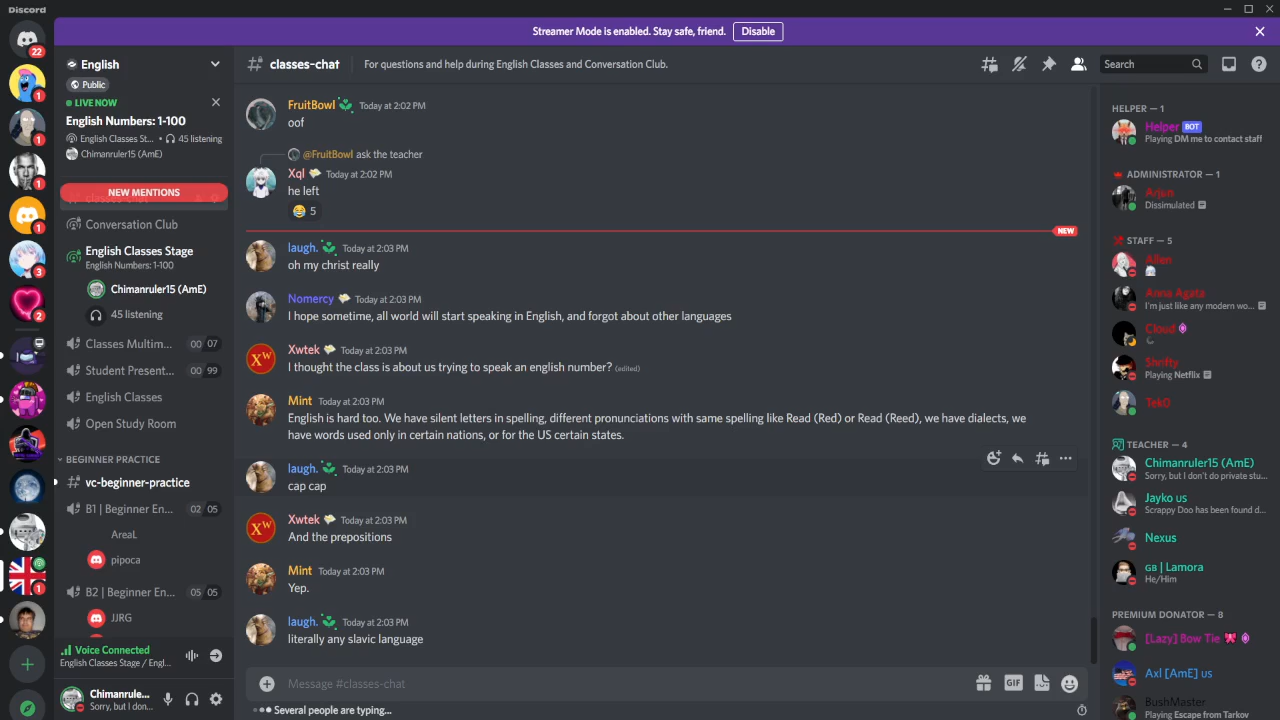 Discord
Streamer Mode is enabled. Stay safe, friend.
Disable
22
1
1
1
1
3
2
1
English
Public
LIVE NOW
English Numbers: 1-100
English Classes St... • 45 listening
Chimanruler15 (AmE)
NEW MENTIONS
Conversation Club
English Classes Stage
English Numbers: 1-100
Chimanruler15 (AmE)
45 listening
Classes Multim... 00 07
Student Present... 00 99
English Classes
Open Study Room
BEGINNER PRACTICE
vc-beginner-practice
B1 | Beginner En... 02 05
AreaL
pipoca
B2 | Beginner En... 05 05
JJRG
Voice Connected
English Classes Stage / Engl...
Chimanrule...
Sorry, but I don...
classes-chat
For questions and help during English Classes and Conversation Club.
Search
FruitBowl Today at 2:02 PM
oof
@FruitBowl ask the teacher
Xql Today at 2:02 PM
he left
5
NEW
laugh. Today at 2:03 PM
oh my christ really
Nomercy Today at 2:03 PM
I hope sometime, all world will start speaking in English, and forgot about other languages
XW
Xwtek Today at 2:03 PM
I thought the class is about us trying to speak an english number? (edited)
Mint Today at 2:03 PM
English is hard too. We have silent letters in spelling, different pronunciations with same spelling like Read (Red) or Read (Reed), we have dialects, we
have words used only in certain nations, or for the US certain states.
laugh. Today at 2:03 PM
cap cap
XW
Xwtek Today at 2:03 PM
And the prepositions
Mint Today at 2:03 PM
Yep.
laugh. Today at 2:03 PM
literally any slavic language
Message #classes-chat
GIF
Several people are typing...
HELPER — 1
Helper BOT
Playing DM me to contact staff
ADMINISTRATOR — 1
Arjun
Dissimulated
STAFF — 5
Allen
Anna Agata
I'm just like any modern wo...
Cloud
Shrifty
Playing Netflix
TekO
TEACHER — 4
Chimanruler15 (AmE)
Sorry, but I don't do private stu...
Jayko us
Scrappy Doo has been found d...
Nexus
GB | Lamora
He/Him
PREMIUM DONATOR — 8
[Lazy] Bow Tie
Axl [AmE] us
BushMaster
Playing Escape from Tarkov